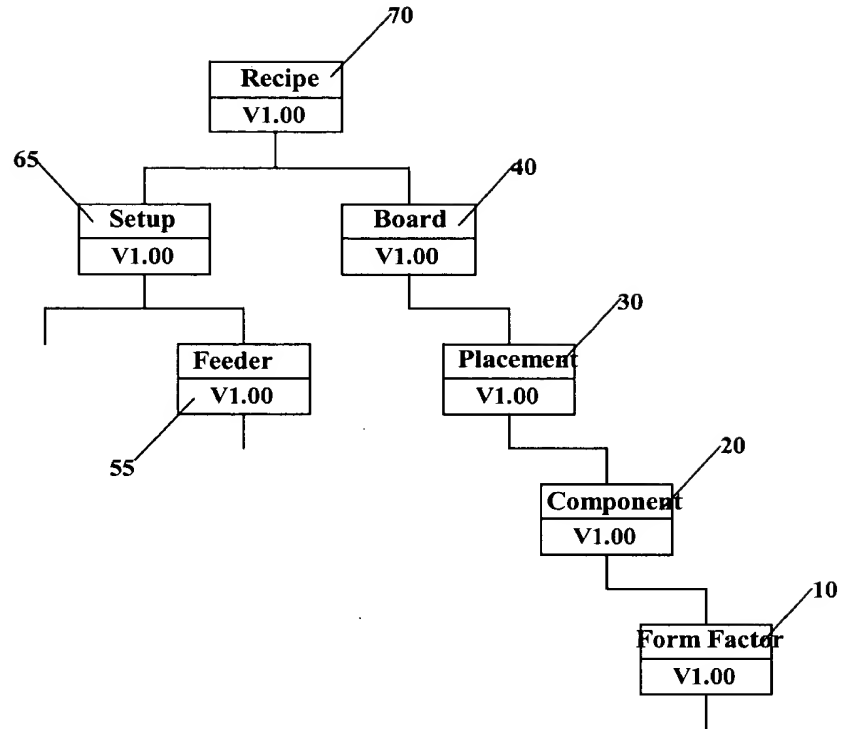 70
Recipe
V1.00
65
40
Setup
Board
V1.00
V1.00
30
Feeder
Placement
V1.00
V1.00
55
20
Component
V1.00
10
Form Factor
V1.00